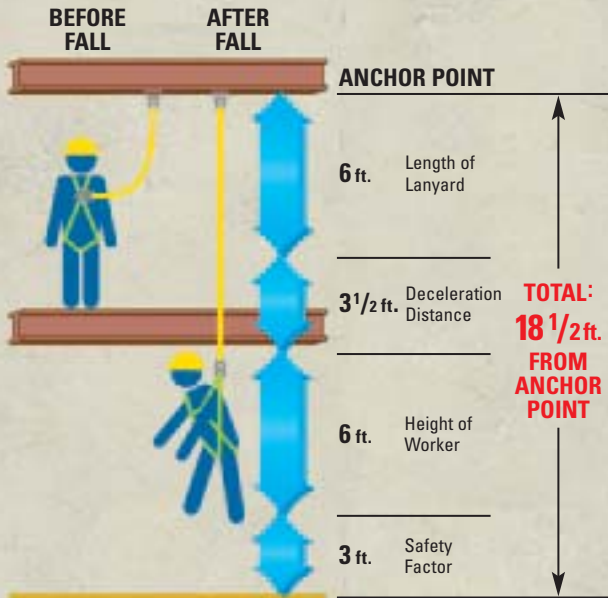 BEFORE FALL
AFTER FALL
ANCHOR POINT
6 ft.
Length of
Lanyard
3 1/2 ft.
Deceleration
Distance
6 ft.
Height of
Worker
3 ft.
Safety
Factor
TOTAL:
18 1/2 ft.
FROM
ANCHOR
POINT